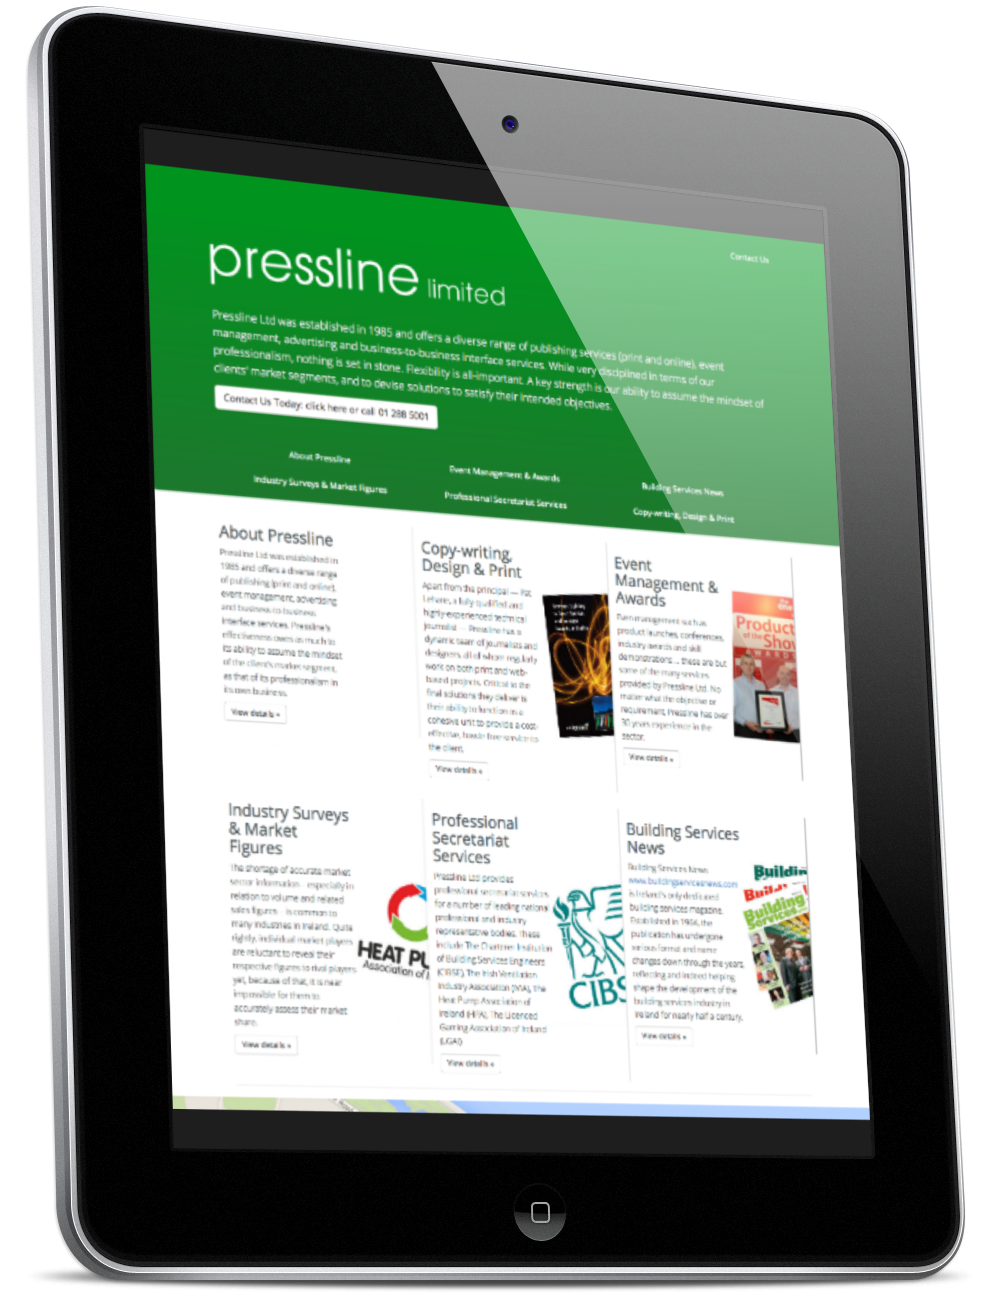 Contact Us
pressline limited
Pressline Ltd was established in 1985 and offers a diverse range of publishing services (print and online), event
management, advertising and business-to-business interface services. While very disciplined in terms of our
professionalism, nothing is set in stone. Flexibility is all-important. A key strength is our ability to assume the mindset of
clients' market segments, and to devise solutions to satisfy their intended objectives.
Contact Us Today: click here or call 01 288 5001
About Pressline
Event Management & Awards
Building Services News
Industry Surveys & Market Figures
Professional Secretariat Services
Copy-writing, Design & Print
About Pressline
Pressline Ltd was established in
1985 and offers a diverse range
of publishing (print and online),
event management, advertising
and business-to-business
interface services. Pressline's
effectiveness owes as much to
its ability to assume the mindset
of the client's market segment,
as that of its professionalism in
its own business.
View details »
Copy-writing,
Design & Print
Apart from the principal — Pat
Lehane, a fully-qualified and
highly-experienced technical
journalist — Pressline has a
dynamic team of journalists and
designers, all of whom regularly
work on both print and web-
based projects. Critical to the
final solutions they deliver is
their ability to function as a
cohesive unit to provide a cost-
effective, hassle-free service to
the client.
View details »
Event
Management &
Awards
Event management such as
product launches, conferences,
industry awards and skill
demonstrations ... these are but
some of the many services
provided by Pressline Ltd. No
matter what the objective or
requirement, Pressline has over
30 years experience in the
sector.
View details »
Product
of the Show
AWARDS
Industry Surveys
& Market
Figures
The shortage of accurate market
sector information – especially in
relation to volume and related
sales figures – is common to
many industries in Ireland. Quite
rightly, individual market players
are reluctant to reveal their
respective figures to rival players
yet, because of that, it is near
impossible for them to
accurately assess their market
share.
View details »
HEAT PU
Association of
Professional
Secretariat
Services
Pressline Ltd provides
professional secretariat services
for a number of leading national
professional and industry
representative bodies. These
include The Charterer Institution
of Building Services Engineers
(CIBSE), The Irish Ventilation
Industry Association (IVIA), The
Heat Pump Association of
Ireland (HPA), The Licenced
Gaming Association of Ireland
(LGAI)
View details »
CIBS
Building Services
News
Building Services News
www.buildingservicesnews.com
is Ireland's only dedicated
building services magazine.
Established in 1964, the
publication has undergone
various format and name
changes down through the years,
reflecting and indeed helping
shape the development of the
building services industry in
Ireland for nearly half a century.
View details »
Buildin
Building
Services